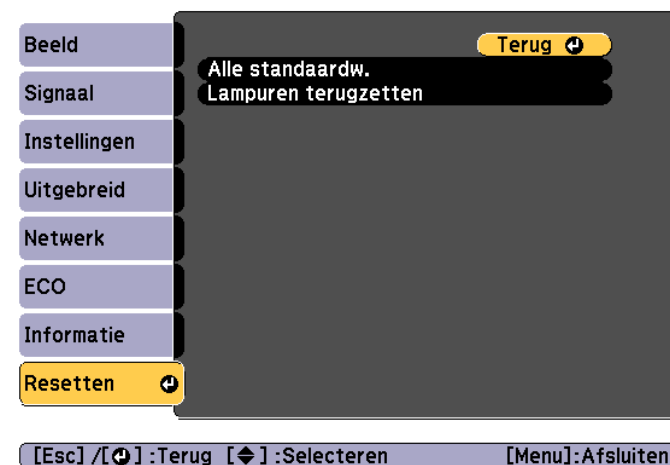 Beeld
Signaal
Instellingen
Uitgebreid
Netwerk
ECO
Informatie
Resetten
Terug
Alle standaardw.
Lampuren terugzetten
[Esc] /[⏎] :Terug [◆] :Selecteren [Menu]:Afsluiten